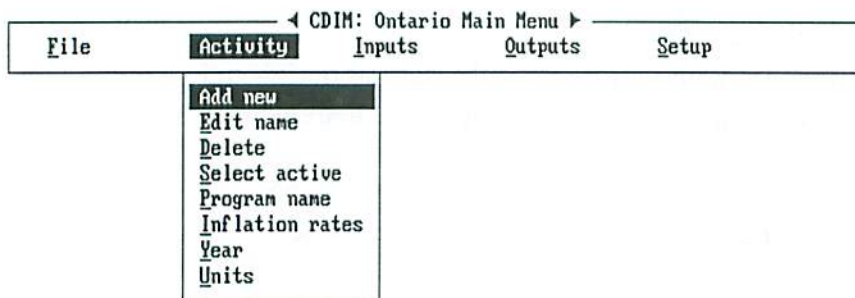 CDIM: Ontario Main Menu
File Activity Inputs Outputs Setup
Add new
Edit name
Delete
Select active
Program name
Inflation rates
Year
Units